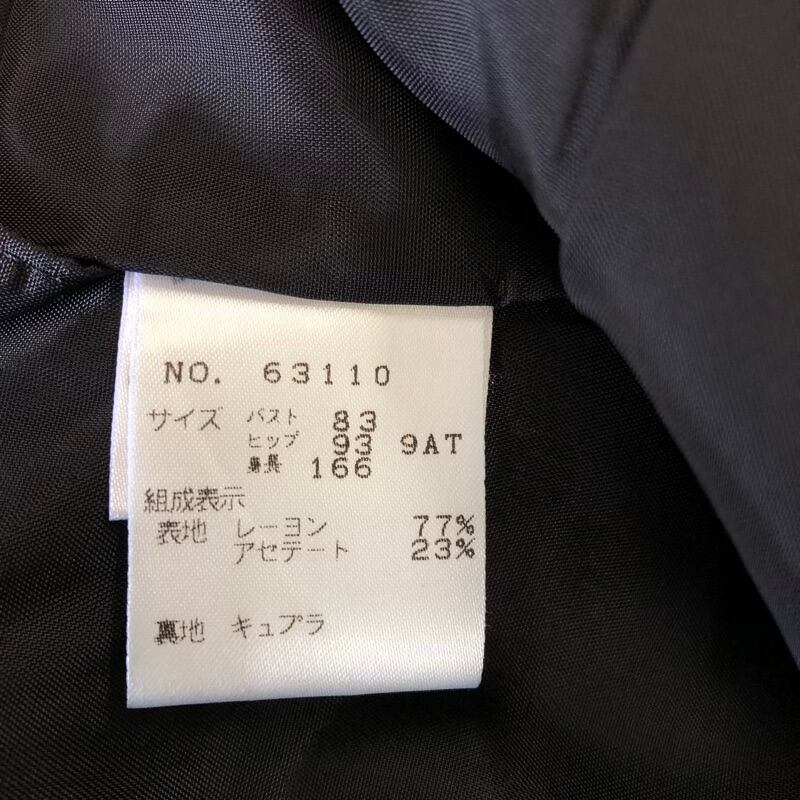 NO. 63110
サイズ バスト 83
ヒップ 93 9AT
身長 166
組成表示
表地 レーヨン 77%
アセテート 23%
裏地 キュプラ